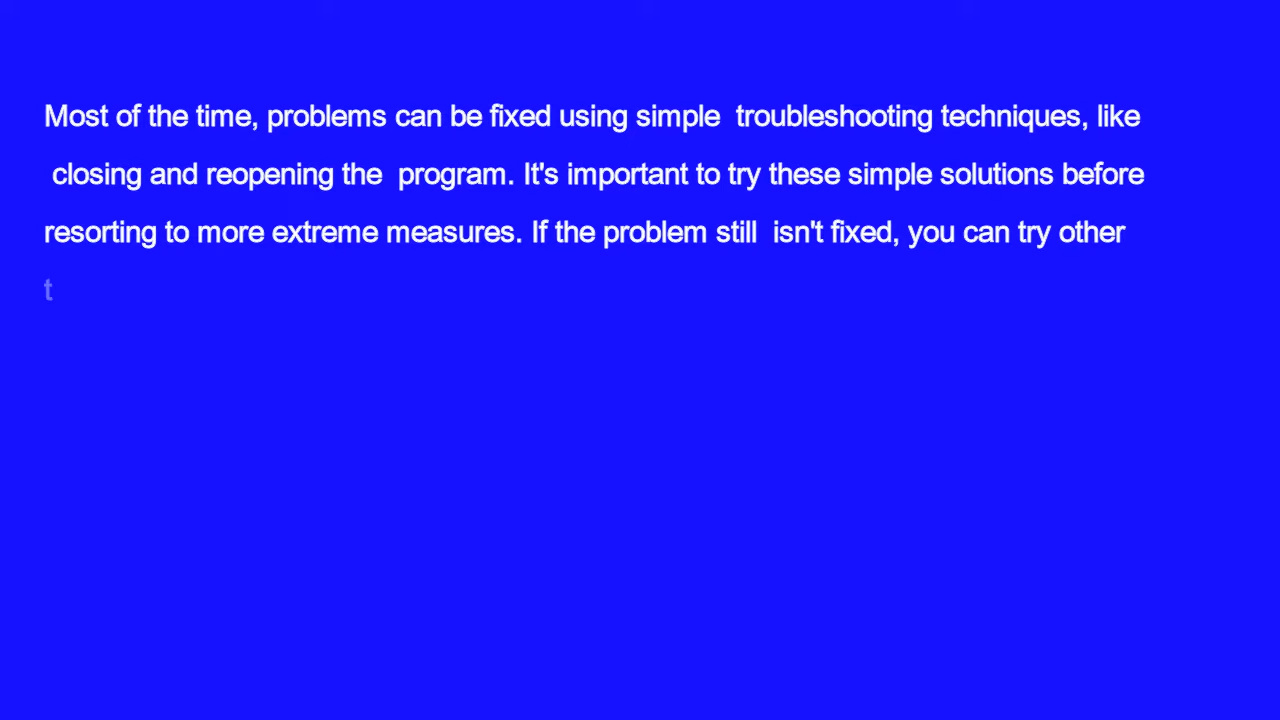 Most of the time, problems can be fixed using simple  troubleshooting techniques, like
 closing and reopening the  program. It's important to try these simple solutions before
resorting to more extreme measures. If the problem still  isn't fixed, you can try other
t